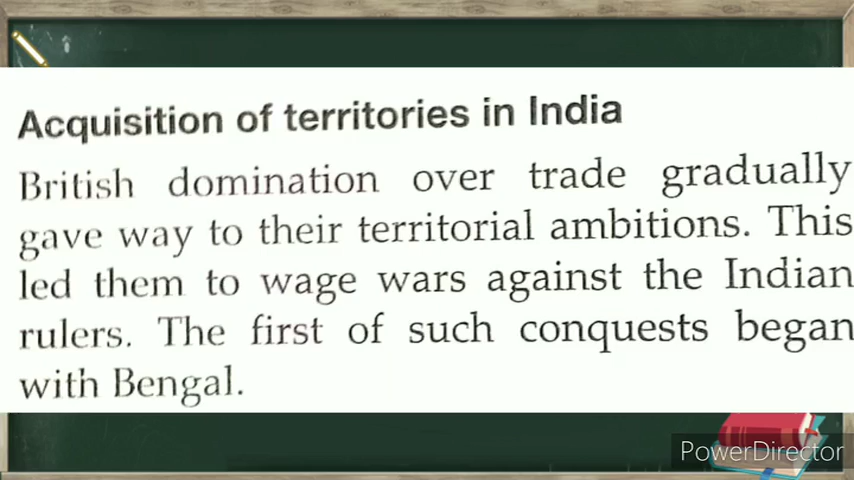 Acquisition of territories in India
British domination over trade gradually
gave way to their territorial ambitions. This
led them to wage wars against the Indian
rulers. The first of such conquests began
with Bengal.
PowerDirector